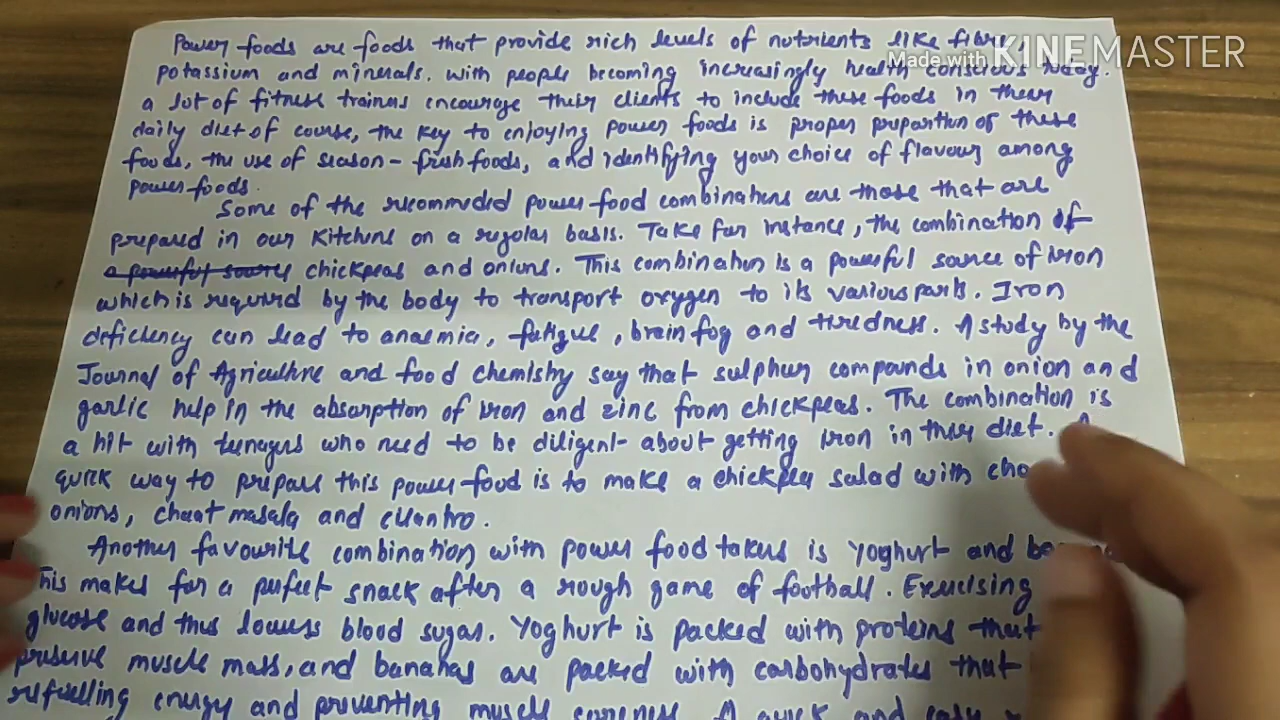 Power foods are foods that provide rich levels of nutrients like fibre,
Made with KINEMASTER
potassium and minerals. With people becoming increasingly health conscious today.
a lot of fitness trainers encourage their clients to include these foods in their
daily diet of course, the key to enjoying power foods is proper proportion of these
foods, the use of season-fresh foods, and identifying your choice of flavour among
power foods.
Some of the recommended power food combinations are those that are
prepared in our kitchens on a regular basis. Take for instance, the combination of
a powerful source chickpeas and onions. This combination is a powerful source of iron
which is required by the body to transport oxygen to its various parts. Iron
deficiency can lead to anaemia, fatigue, brain fog and tiredness. A study by the
Journal of Agriculture and food chemistry say that sulphur compounds in onion and
garlic help in the absorption of iron and zinc from chickpeas. The combination is
a hit with teenagers who need to be diligent about getting iron in their diet. A
quick way to prepare this power food is to make a chickpea salad with
onions, chaat masala and cilantro.
Another favourite combination with power food takers is yoghurt and
This makes for a perfect snack after a rough game of football. Exercising
glucose and thus lowers blood sugar. Yoghurt is packed with proteins that
preserve muscle mass, and bananas are packed with carbohydrates that
refuelling energy and preventing muscle soreness. A quick and easy